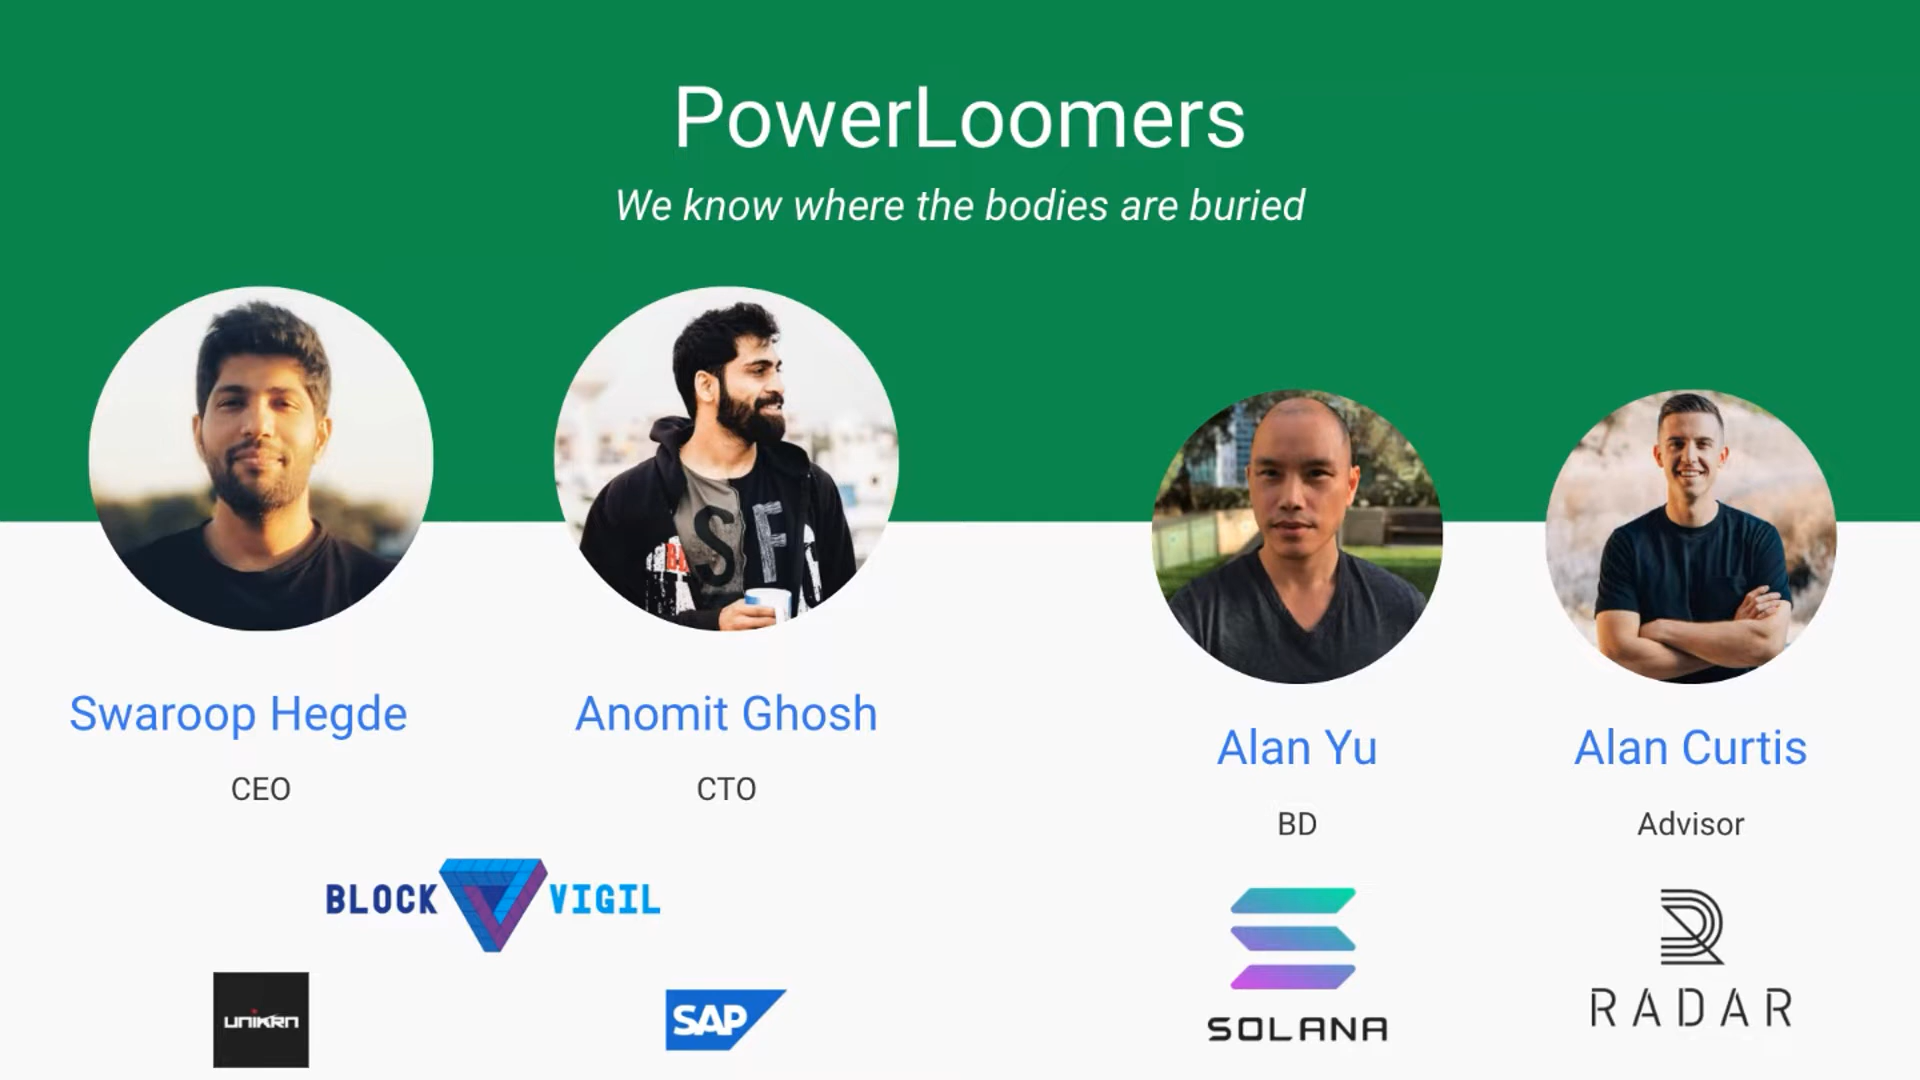 PowerLoomers
We know where the bodies are buried
SF
Swaroop Hegde
CEO
Anomit Ghosh
CTO
Alan Yu
BD
Alan Curtis
Advisor
BLOCK VIGIL
unikrn
SAP
SOLANA
RADAR